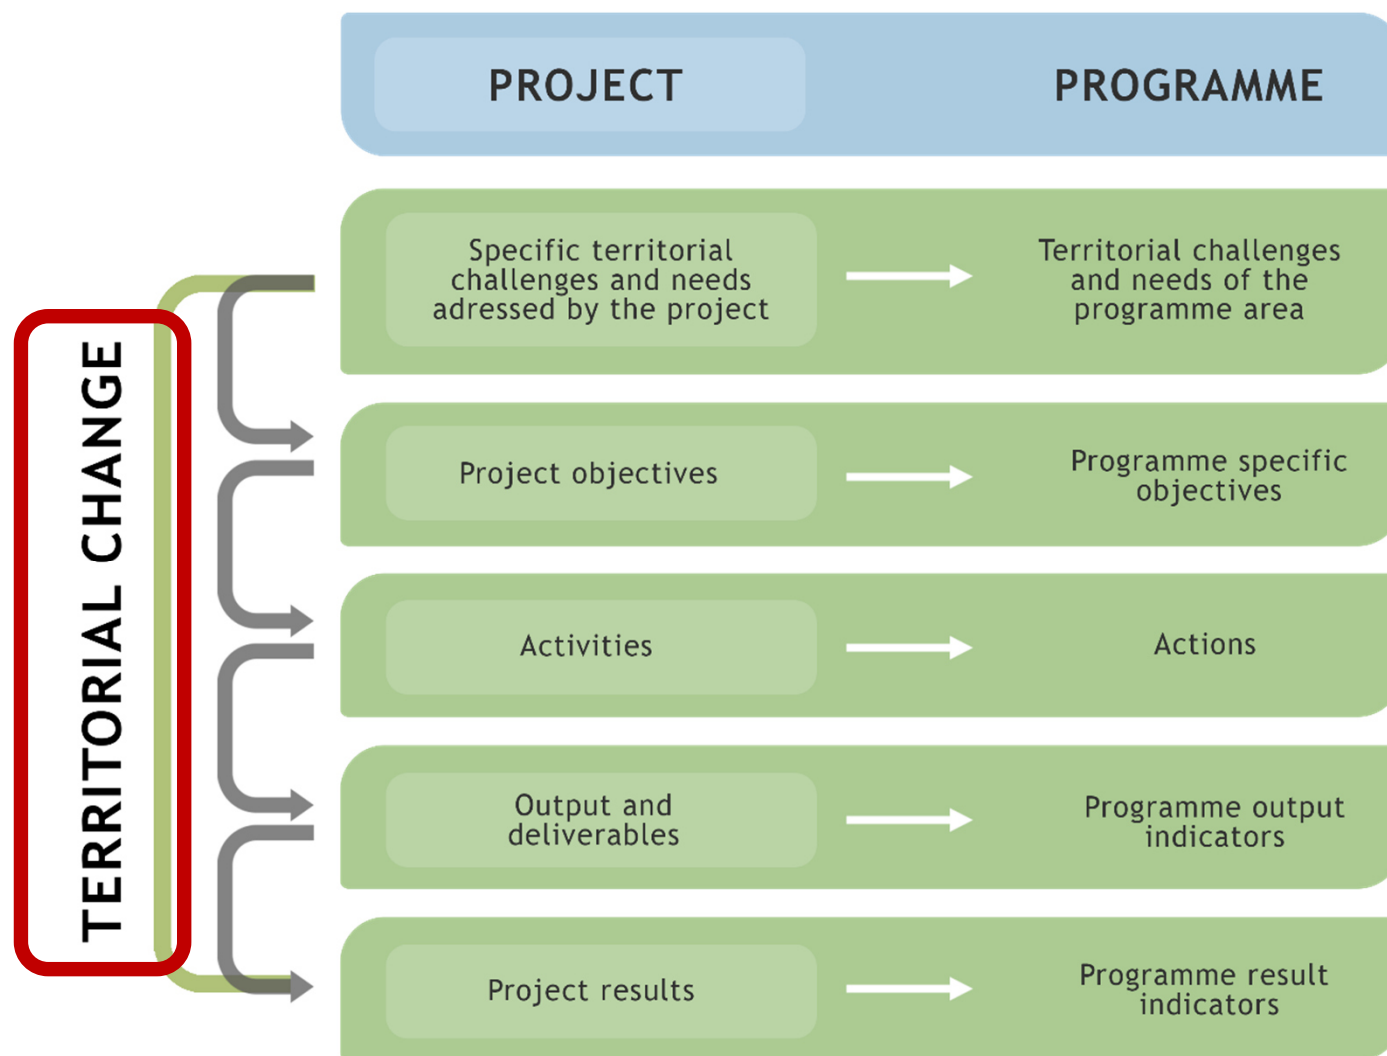 PROJECT
PROGRAMME
TERRITORIAL CHANGE
Specific territorial
challenges and needs
adressed by the project
Territorial challenges
and needs of the
programme area
Project objectives
Programme specific
objectives
Activities
Actions
Output and
deliverables
Programme output
indicators
Project results
Programme result
indicators